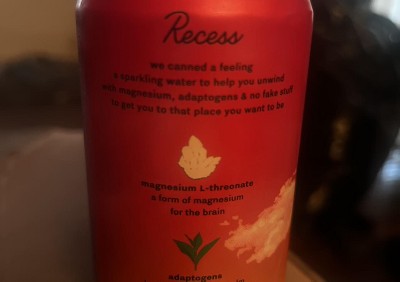 Recess
we canned a feeling
a sparkling water to help you unwind
with magnesium, adaptogens & no fake stuff
to get you to that place you want to be
magnesium L-threonate
a form of magnesium
for the brain
adaptogens